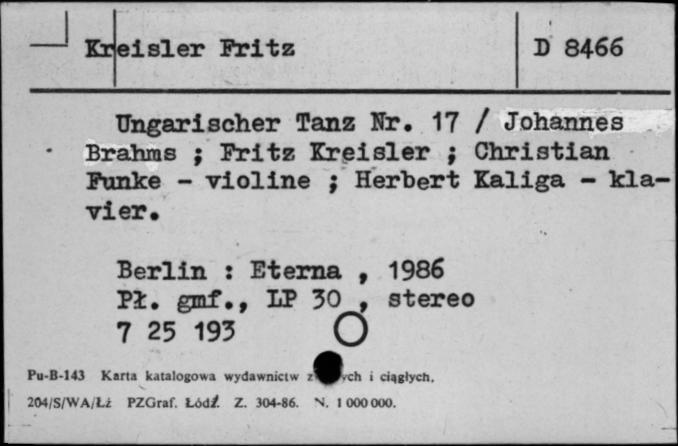 Kreisler Fritz
D 8466
Ungarischer Tanz Nr. 17 / Johannes
Brahms ; Fritz Kreisler ; Christian
Funke - violine ; Herbert Kaliga - kla-
vier.
Berlin : Eterna , 1986
Pł. gmf., LP 30 , stereo
7 25 193
Pu-B-143 Karta katalogowa wydawnictw i ciągłych.
204/S/WA/Łż PZGraf. Łódź. Z. 304-86. N. 1 000 000.